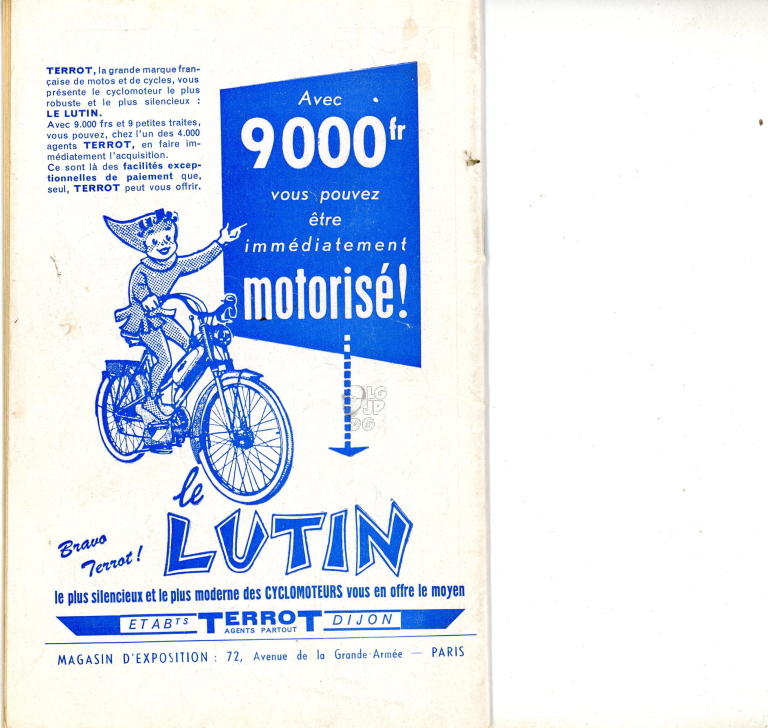 TERROT, la grande marque fran-
çaise de motos et de cycles, vous
présente le cyclomoteur le plus
robuste et le plus silencieux :
LE LUTIN.
Avec 9.000 frs et 9 petites traites,
vous pouvez, chez l'un des 4.000
agents TERROT, en faire im-
médiatement l'acquisition.
Ce sont là des facilités excep-
tionnelles de paiement que,
seul, TERROT peut vous offrir.
Avec
9000 fr
vous pouvez
être
immédiatement
motorisé!
LG
JP
OG
le
LUTIN
Bravo
Terrot!
le plus silencieux et le plus moderne des CYCLOMOTEURS vous en offre le moyen
ETABTS TERROT DIJON
AGENTS PARTOUT
MAGASIN D'EXPOSITION : 72, Avenue de la Grande-Armée — PARIS